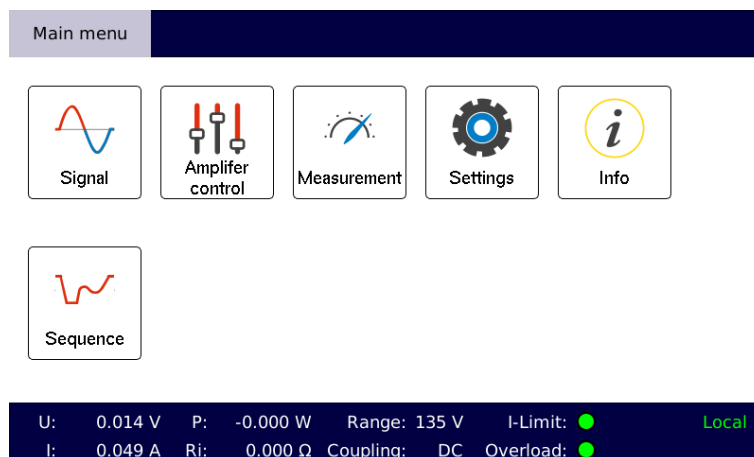 Main menu
Signal
Amplifer
control
Measurement
Settings
i
Info
Sequence
U: 0.014 V P: -0.000 W Range: 135 V I-Limit: Local
I: 0.049 A Ri: 0.000 Ω Coupling: DC Overload: